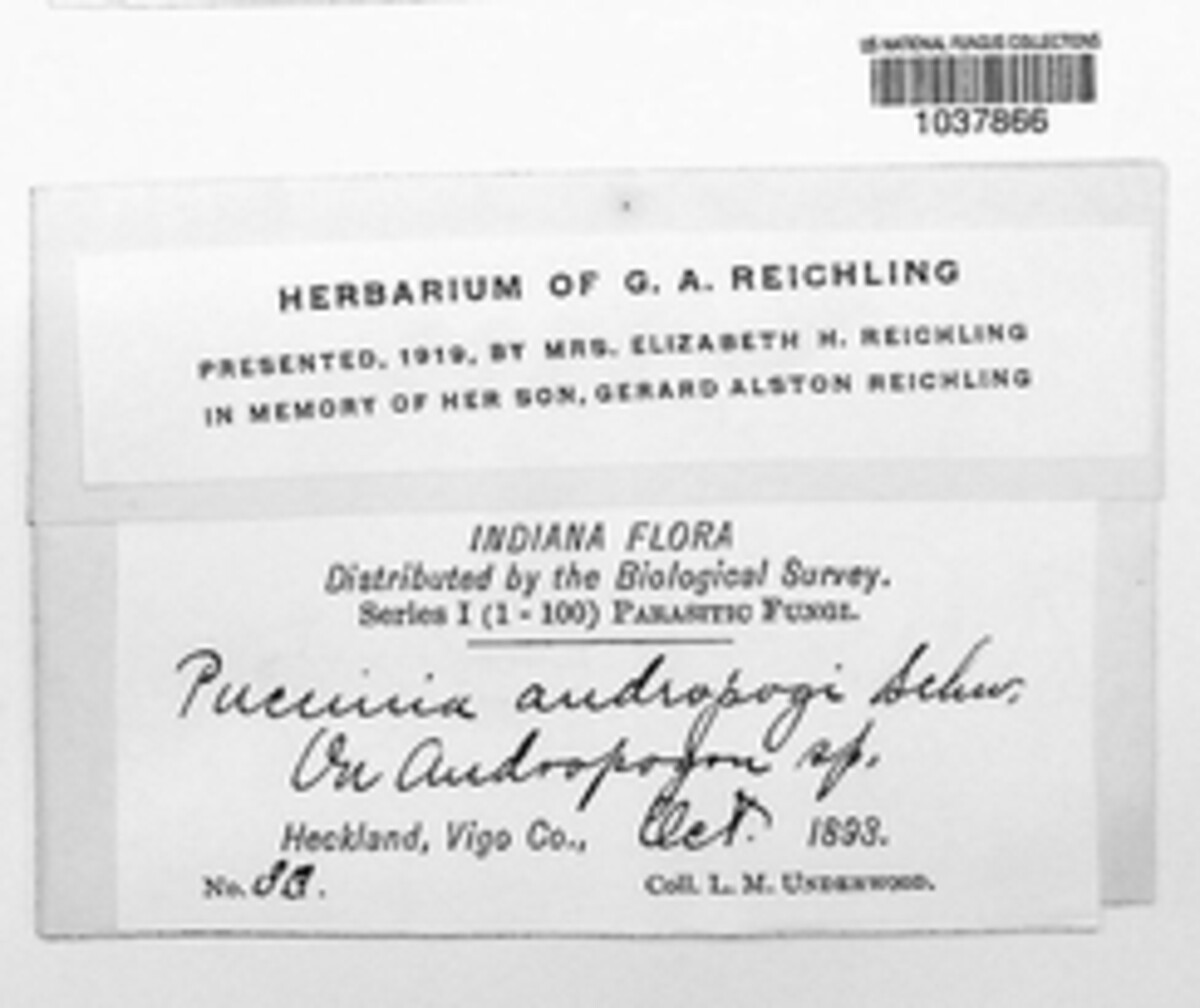 US NATIONAL FUNGUS COLLECTIONS
1037866
HERBARIUM OF G. A. REICHLING
PRESENTED, 1919, BY MRS. ELIZABETH H. REICHLING
IN MEMORY OF HER SON, GERARD ALSTON REICHLING
INDIANA FLORA
Distributed by the Biological Survey.
Series I (1 - 100) PARASITIC FUNGI.
Puccinia andropogi Schw.
On Andropogon sp.
Heckland, Vigo Co., Oct. 1893.
No.
Coll. L. M. UNDERWOOD.